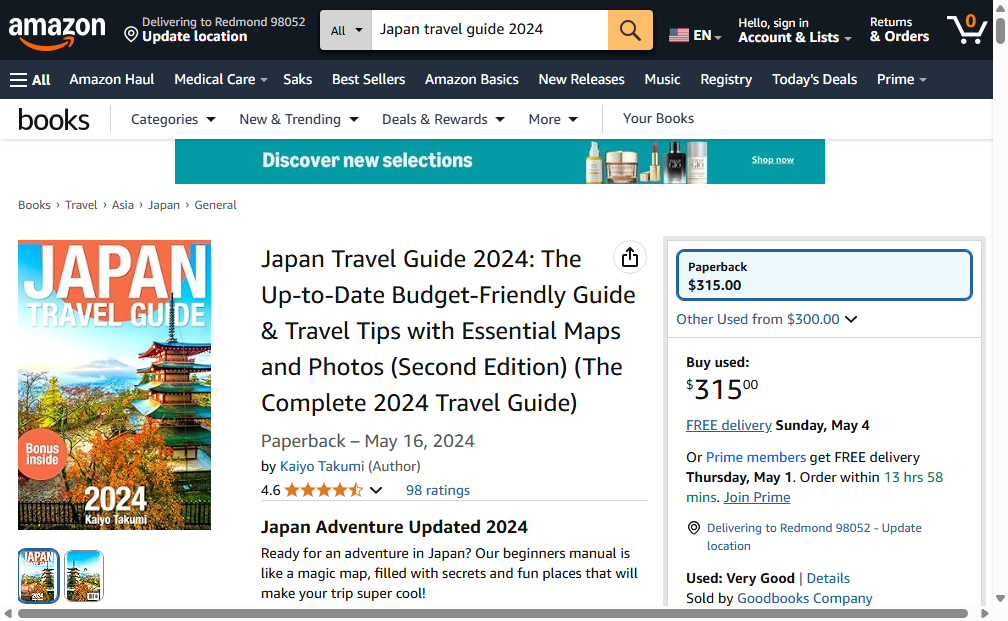 amazon
Delivering to Redmond 98052
Update location
All
Japan travel guide 2024
EN
Hello, sign in
Account & Lists
Returns
& Orders
0
All
Amazon Haul
Medical Care
Saks
Best Sellers
Amazon Basics
New Releases
Music
Registry
Today's Deals
Prime
books
Categories
New & Trending
Deals & Rewards
More
Your Books
Discover new selections
Shop now
Books › Travel › Asia › Japan › General
JAPAN
TRAVEL GUIDE
Bonus
inside
2024
Kaiyo Takumi
Japan Travel Guide 2024: The
Up-to-Date Budget-Friendly Guide
& Travel Tips with Essential Maps
and Photos (Second Edition) (The
Complete 2024 Travel Guide)
Paperback – May 16, 2024
by Kaiyo Takumi (Author)
4.6
98 ratings
Japan Adventure Updated 2024
Ready for an adventure in Japan? Our beginners manual is
like a magic map, filled with secrets and fun places that will
make your trip super cool!
Paperback
$315.00
Other Used from $300.00
Buy used:
$31500
FREE delivery Sunday, May 4
Or Prime members get FREE delivery
Thursday, May 1. Order within 13 hrs 58
mins. Join Prime
Delivering to Redmond 98052 - Update
location
Used: Very Good | Details
Sold by Goodbooks Company